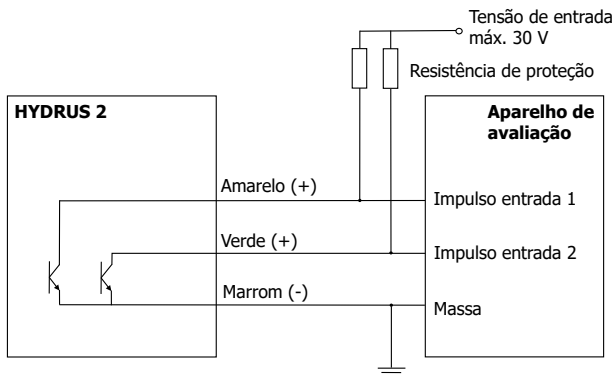 Tensão de entrada
máx. 30 V
Resistência de proteção
HYDRUS 2
Aparelho de
avaliação
Amarelo (+)
Impulso entrada 1
Verde (+)
Impulso entrada 2
Marrom (-)
Massa